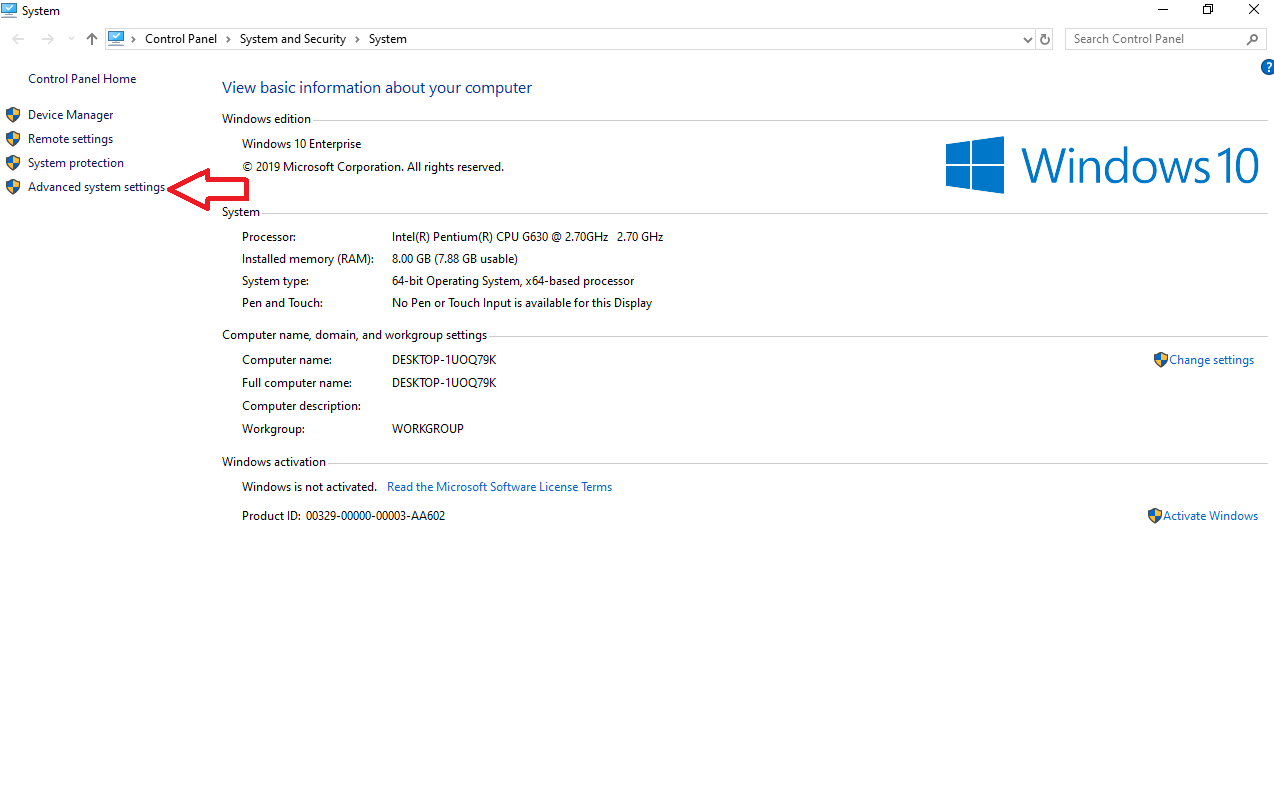 System
Control Panel > System and Security > System
Search Control Panel
?
Control Panel Home
Device Manager
Remote settings
System protection
Advanced system settings
View basic information about your computer
Windows edition
Windows 10 Enterprise
© 2019 Microsoft Corporation. All rights reserved.
Windows 10
System
Processor: Intel(R) Pentium(R) CPU G630 @ 2.70GHz 2.70 GHz
Installed memory (RAM): 8.00 GB (7.88 GB usable)
System type: 64-bit Operating System, x64-based processor
Pen and Touch: No Pen or Touch Input is available for this Display
Computer name, domain, and workgroup settings
Computer name: DESKTOP-1UOQ79K Change settings
Full computer name: DESKTOP-1UOQ79K
Computer description:
Workgroup: WORKGROUP
Windows activation
Windows is not activated. Read the Microsoft Software License Terms
Product ID: 00329-00000-00003-AA602 Activate Windows